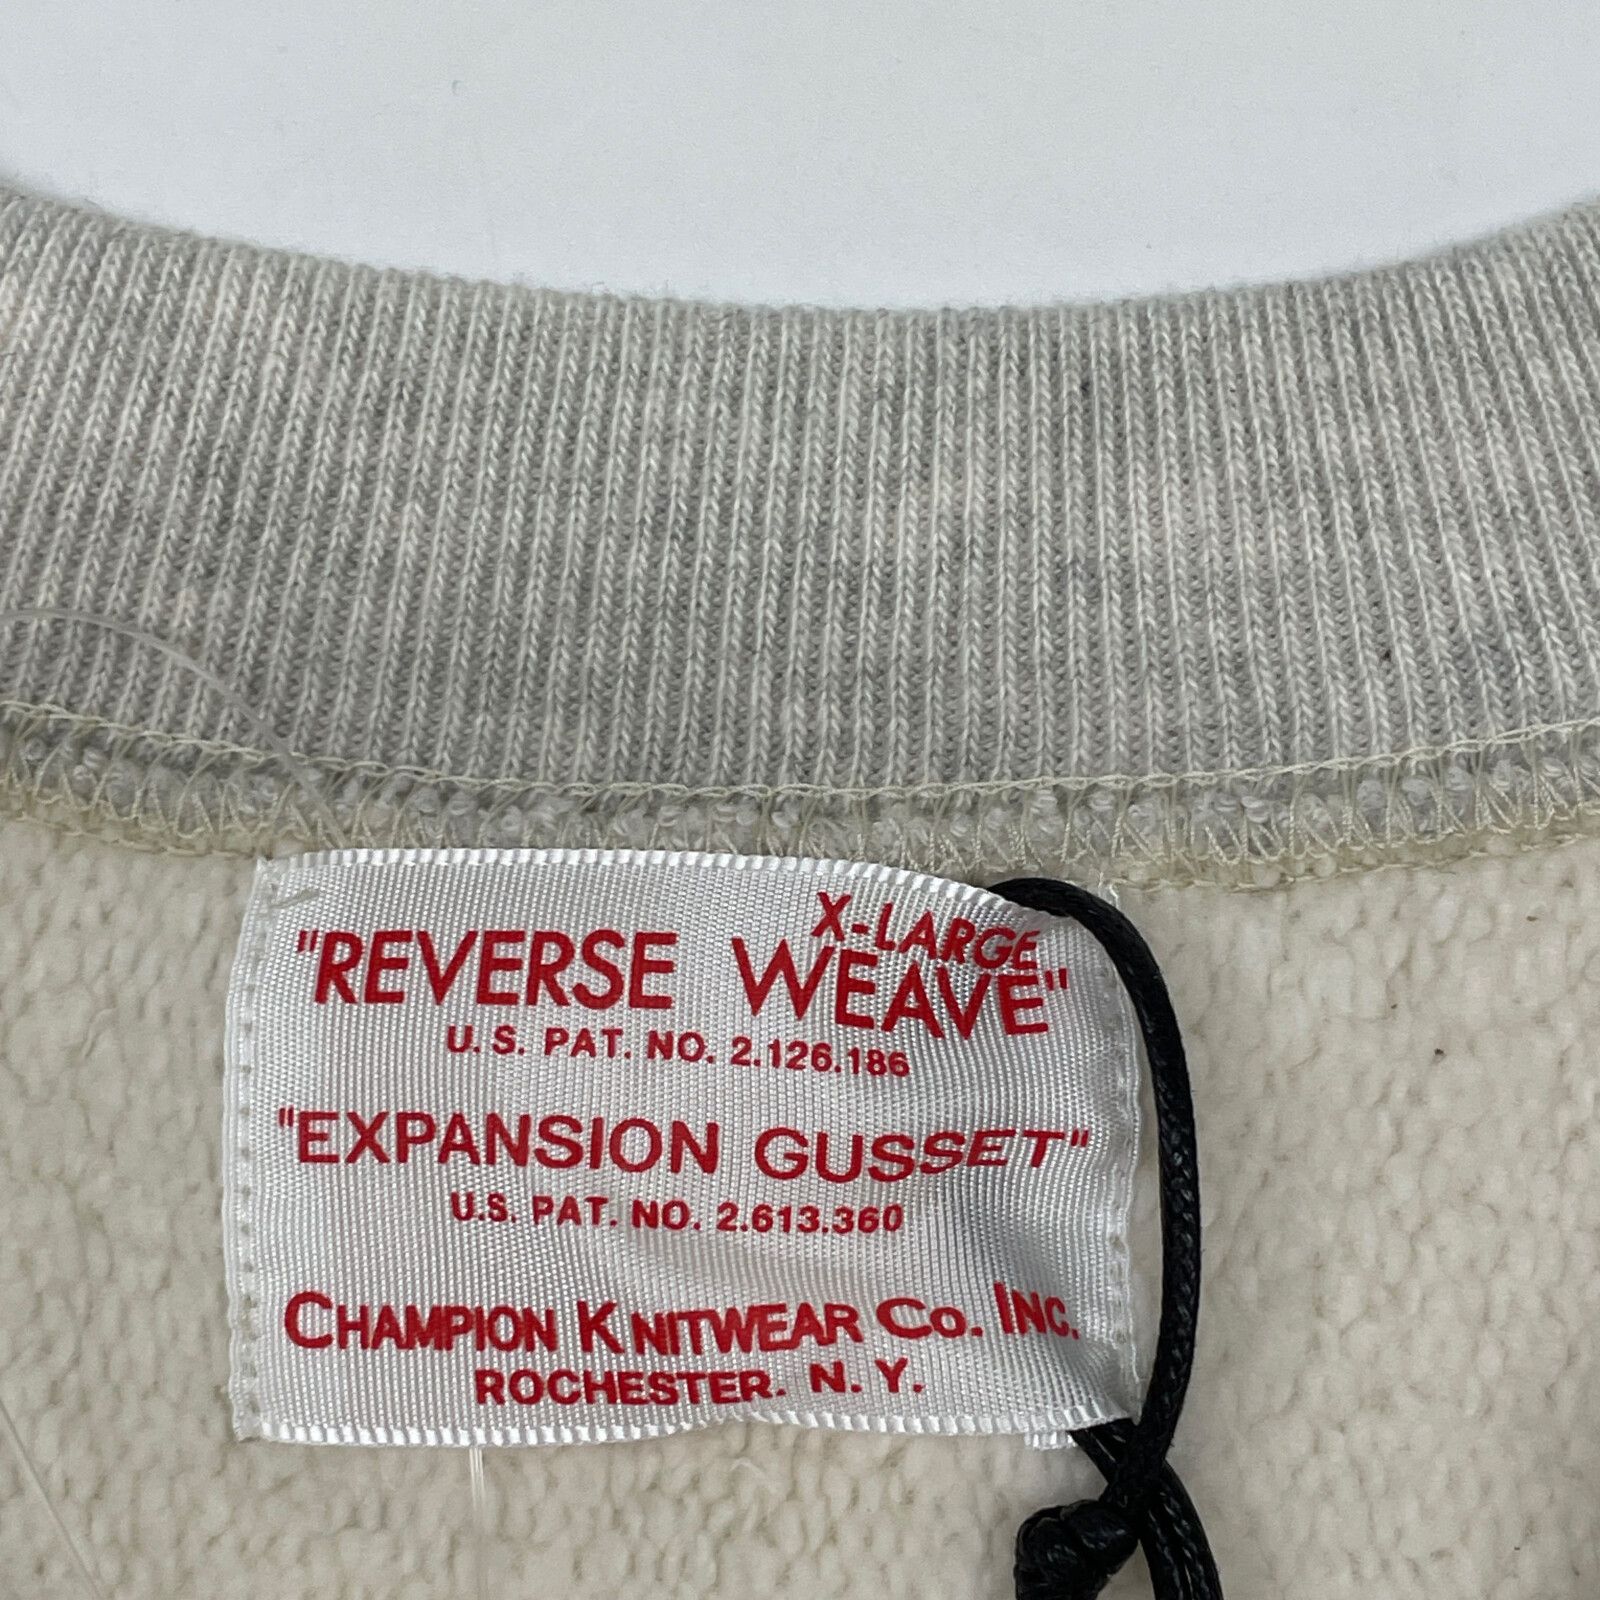 X-LARGE
"REVERSE WEAVE"
U. S. PAT. NO. 2.126.186
"EXPANSION GUSSET"
U.S. PAT. NO. 2.613.360
CHAMPION KNITWEAR CO. INC.
ROCHESTER. N. Y.